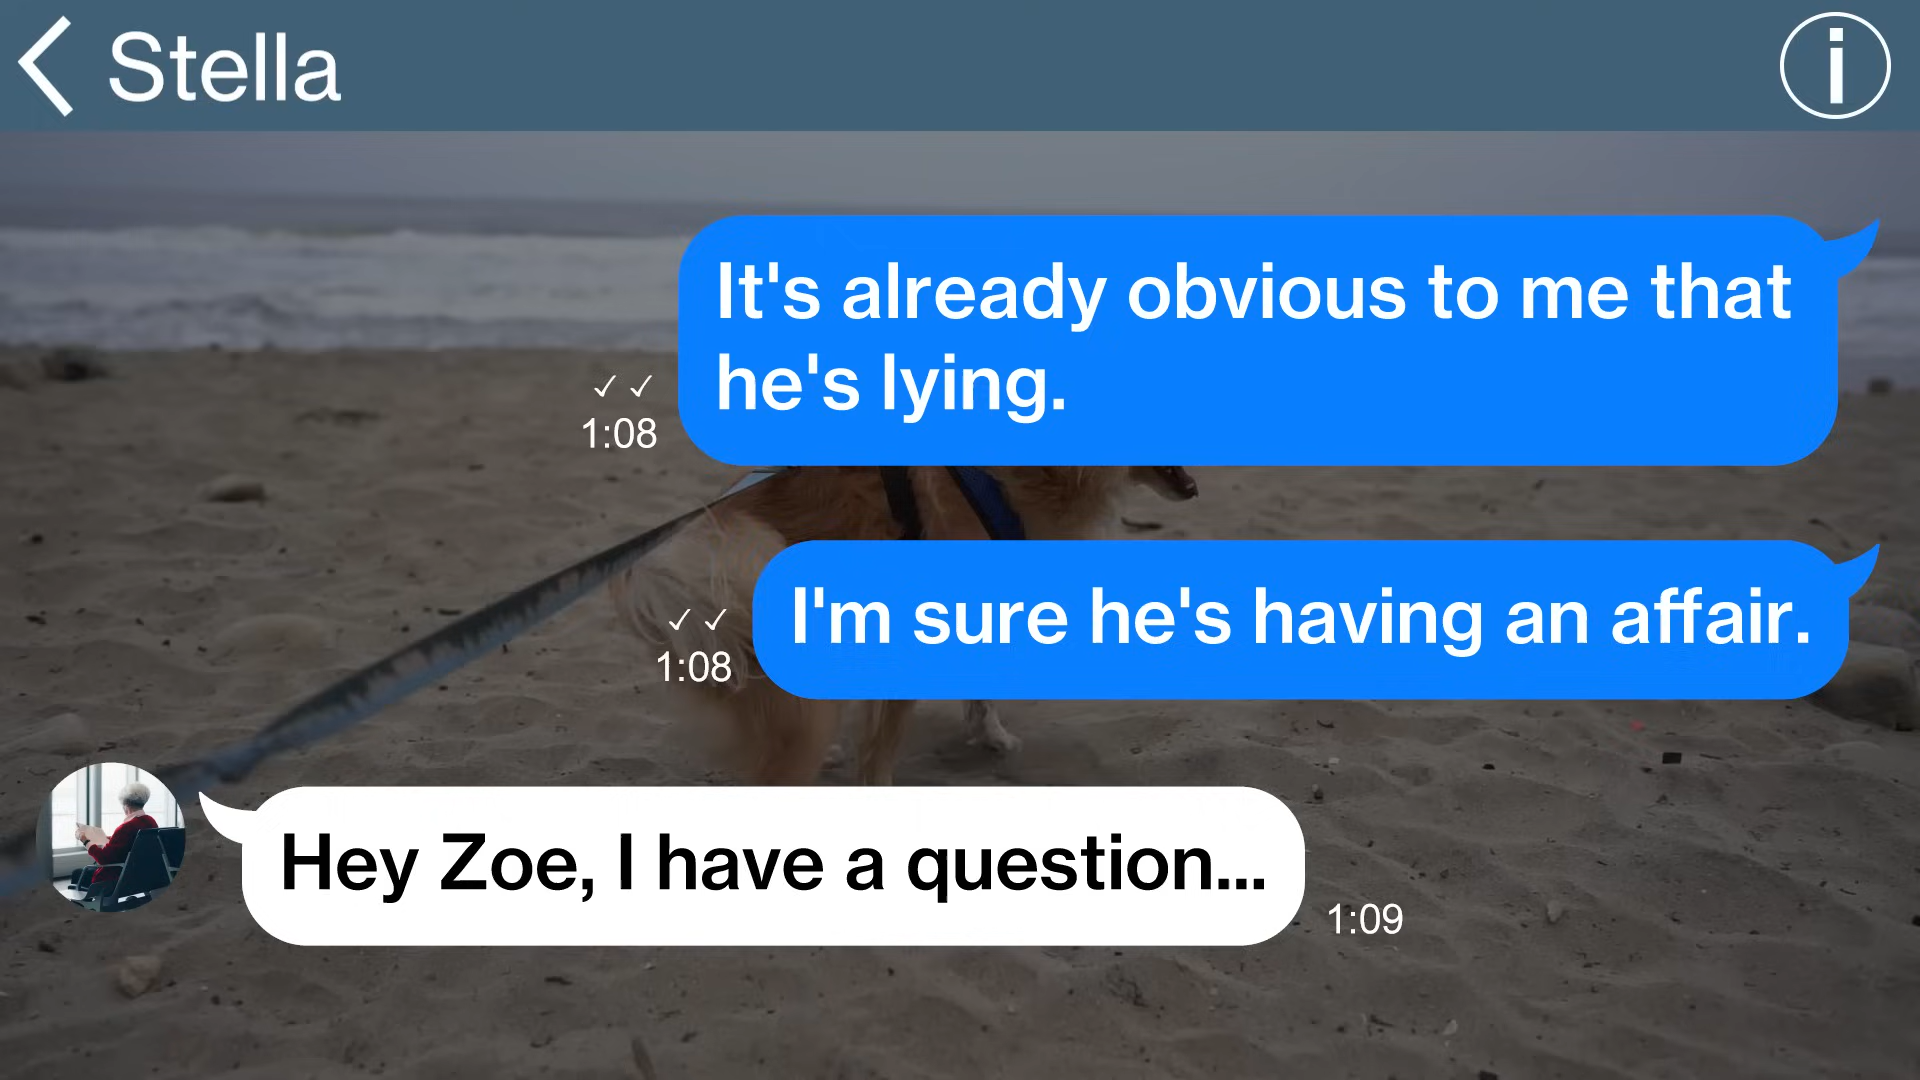 Stella
It's already obvious to me that
he's lying.
✓ ✓
1:08
I'm sure he's having an affair.
✓ ✓
1:08
Hey Zoe, I have a question...
1:09